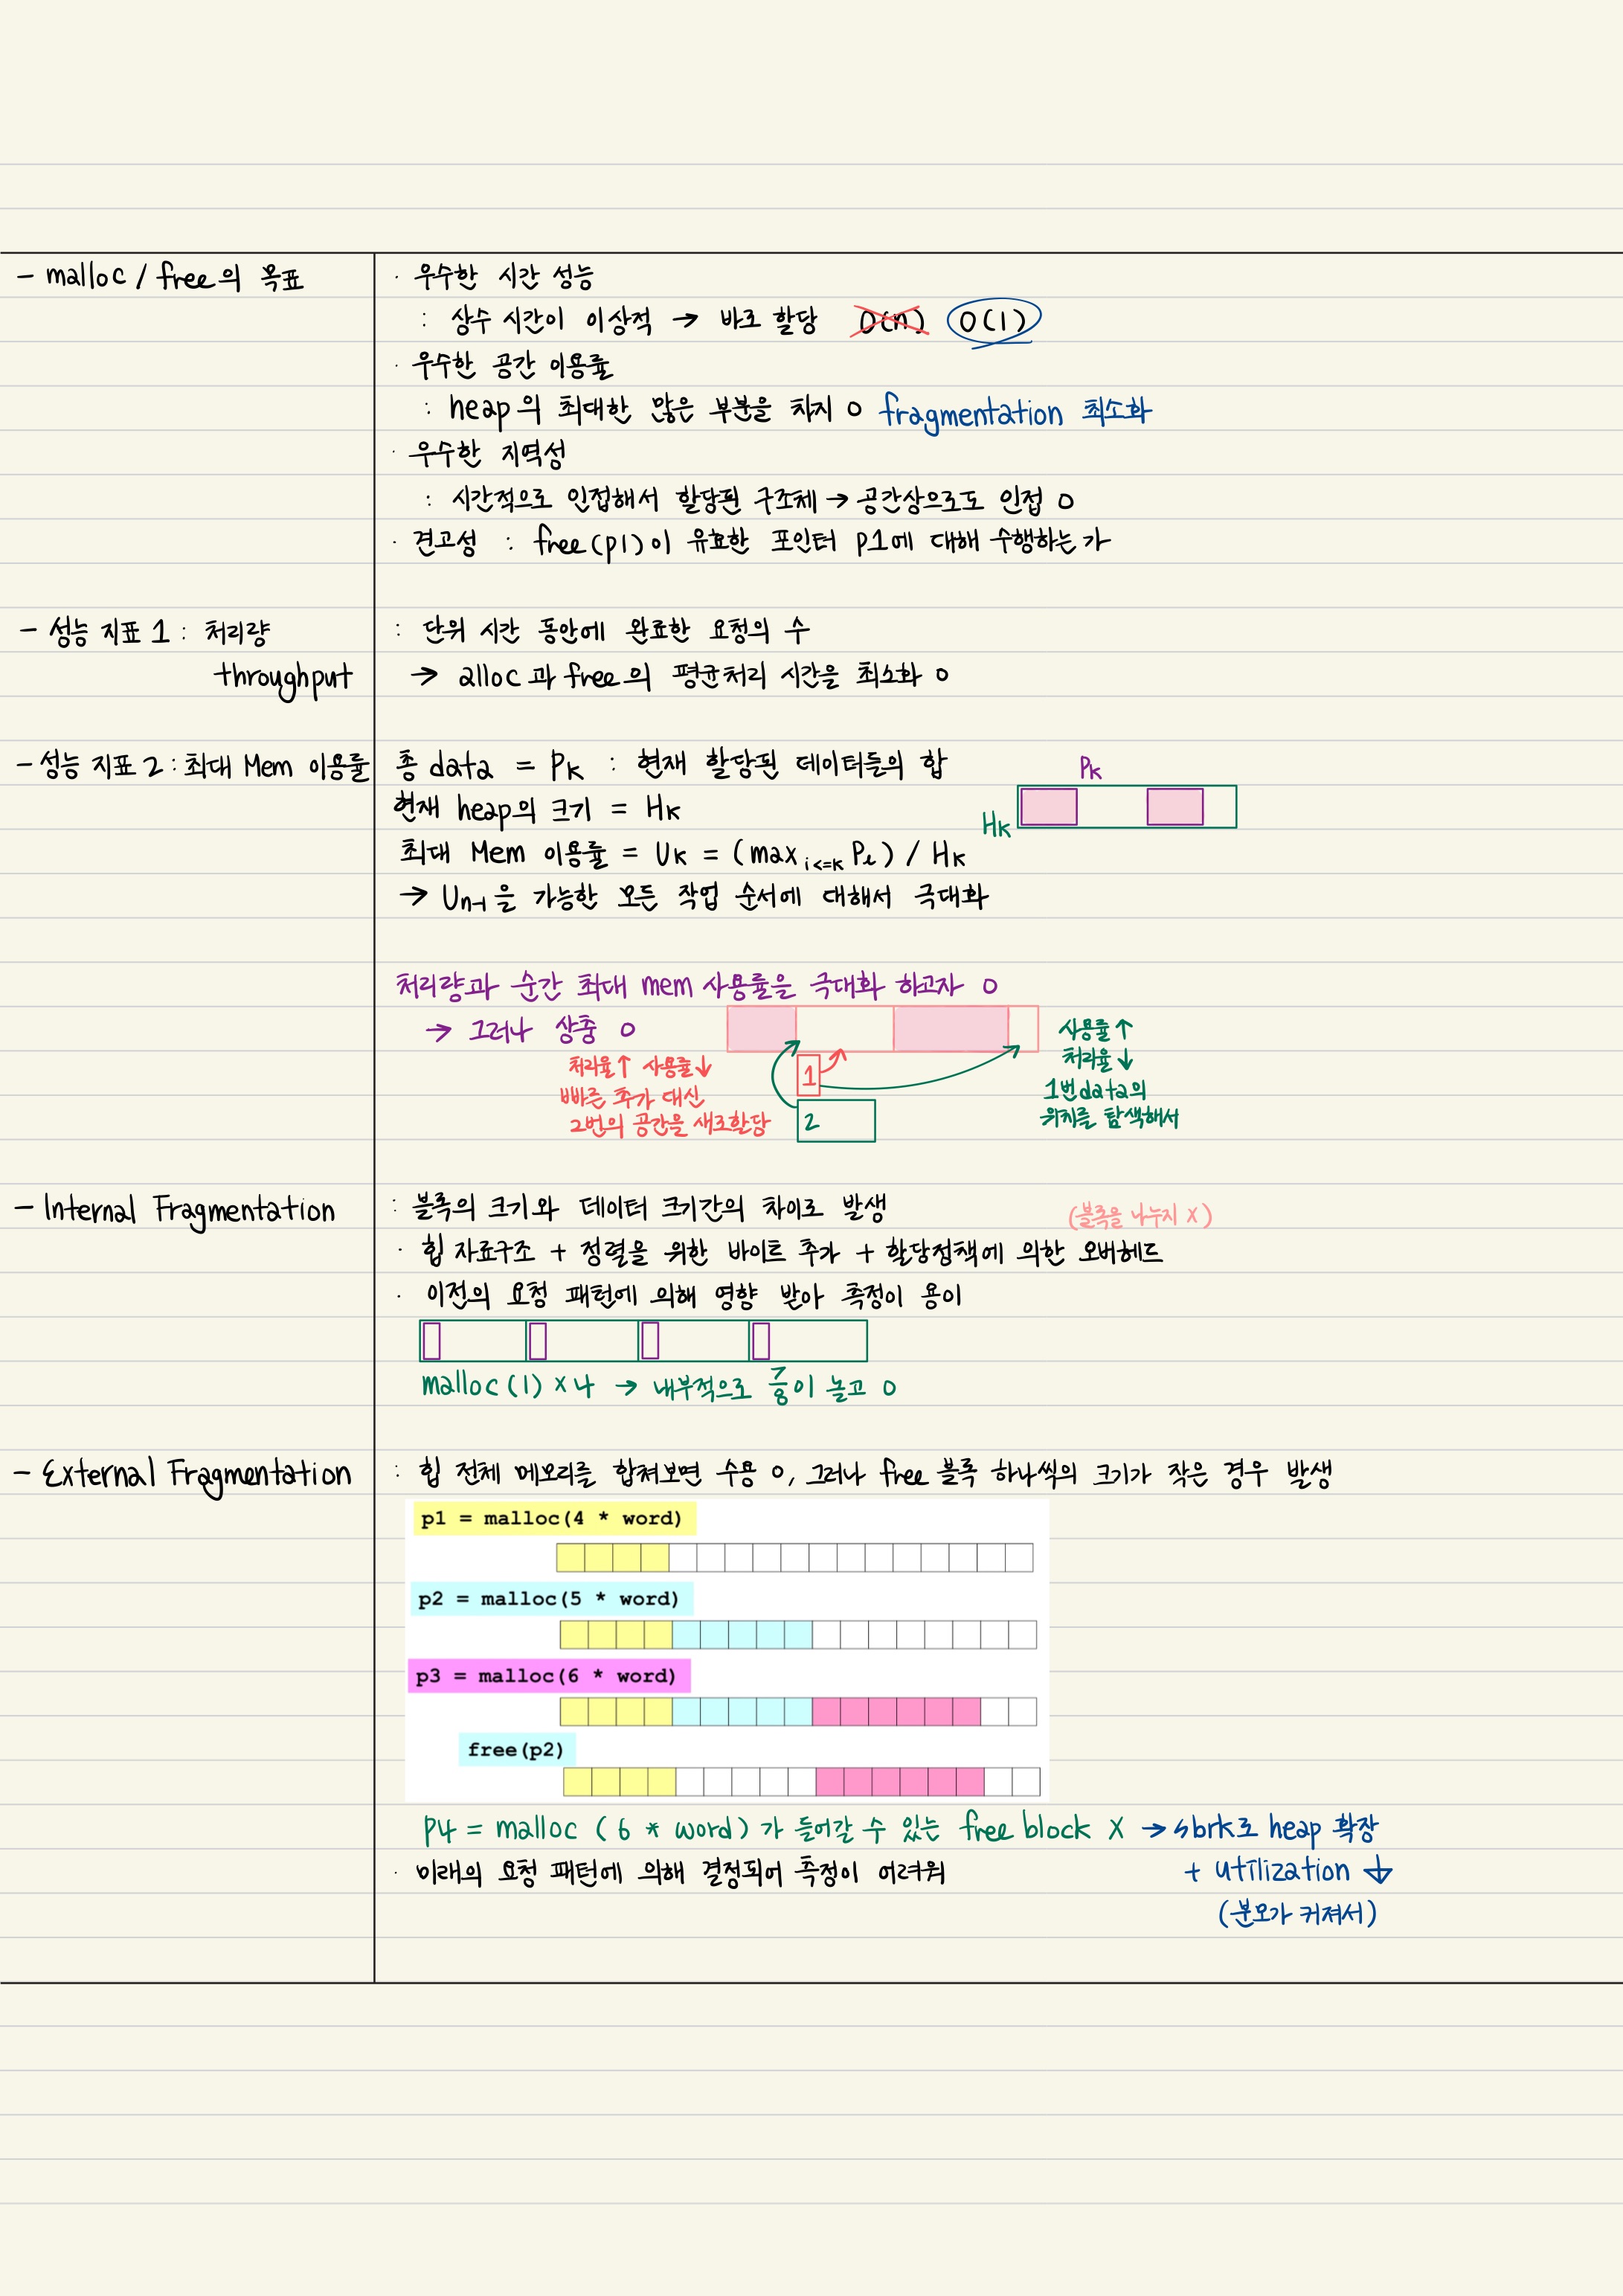 - malloc / free의 목표
· 우수한 시간 성능
: 상수 시간이 이상적 → 바로 할당 O(n) O(1)
· 우수한 공간 이용률
: heap의 최대한 많은 부분을 차지 O fragmentation 최소화
· 우수한 지역성
: 시간적으로 인접해서 할당된 구조체 → 공간상으로도 인접 O
· 견고성 : free(p1)이 유효한 포인터 p1에 대해 수행하는가
- 성능 지표 1 : 처리량
throughput
: 단위 시간 동안에 완료한 요청의 수
→ alloc과 free의 평균처리 시간을 최소화 O
- 성능 지표 2 : 최대 Mem 이용률
총 data = Pk : 현재 할당된 데이터들의 합
Pk
현재 heap의 크기 = Hk
Hk
최대 Mem 이용률 = Uk = (max i<=k Pi) / Hk
→ Un-1을 가능한 모든 작업 순서에 대해서 극대화
처리량과 순간 최대 mem 사용률을 극대화 하고자 O
→ 그러나 상충 O
처리율↑ 사용률↓
빠른 추가 대신
2번의 공간을 새로할당
1
2
사용률↑
처리율↓
1번data의
위치를 탐색해서
- Internal Fragmentation
: 블록의 크기와 데이터 크기간의 차이로 발생
(블록을 나누지 X)
· 힙 자료구조 + 정렬을 위한 바이트 추가 + 할당정책에 의한 오버헤드
· 이전의 요청 패턴에 의해 영향 받아 측정이 용이
malloc(1) × 4 → 내부적으로 7/8이 놀고 O
- External Fragmentation
: 힙 전체 메모리를 합쳐보면 수용 O, 그러나 free 블록 하나씩의 크기가 작은 경우 발생
p1 = malloc(4 * word)
p2 = malloc(5 * word)
p3 = malloc(6 * word)
free(p2)
P4 = malloc ( 6 * word)가 들어갈 수 있는 free block X → sbrk로 heap 확장
· 미래의 요청 패턴에 의해 결정되어 측정이 어려워
+ utilization ↓
(분모가 커져서)